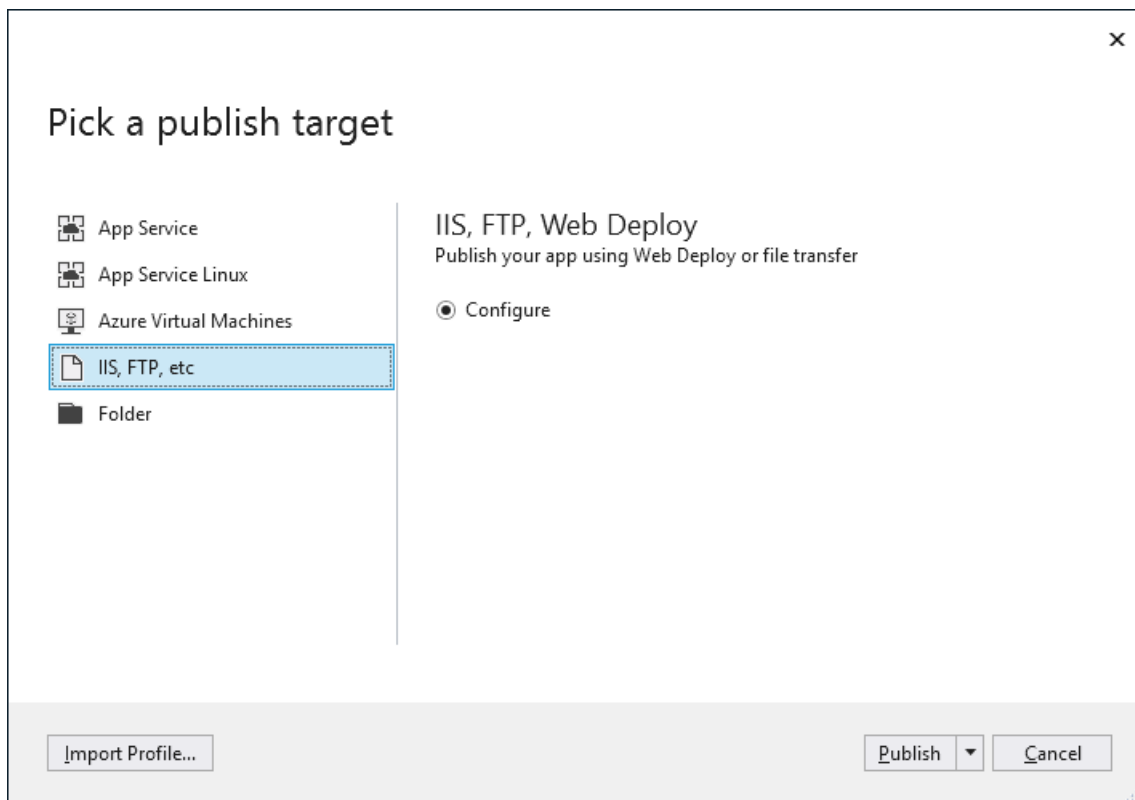 Pick a publish target
App Service
App Service Linux
Azure Virtual Machines
IIS, FTP, etc
Folder
IIS, FTP, Web Deploy
Publish your app using Web Deploy or file transfer
Configure
Import Profile...
Publish
Cancel